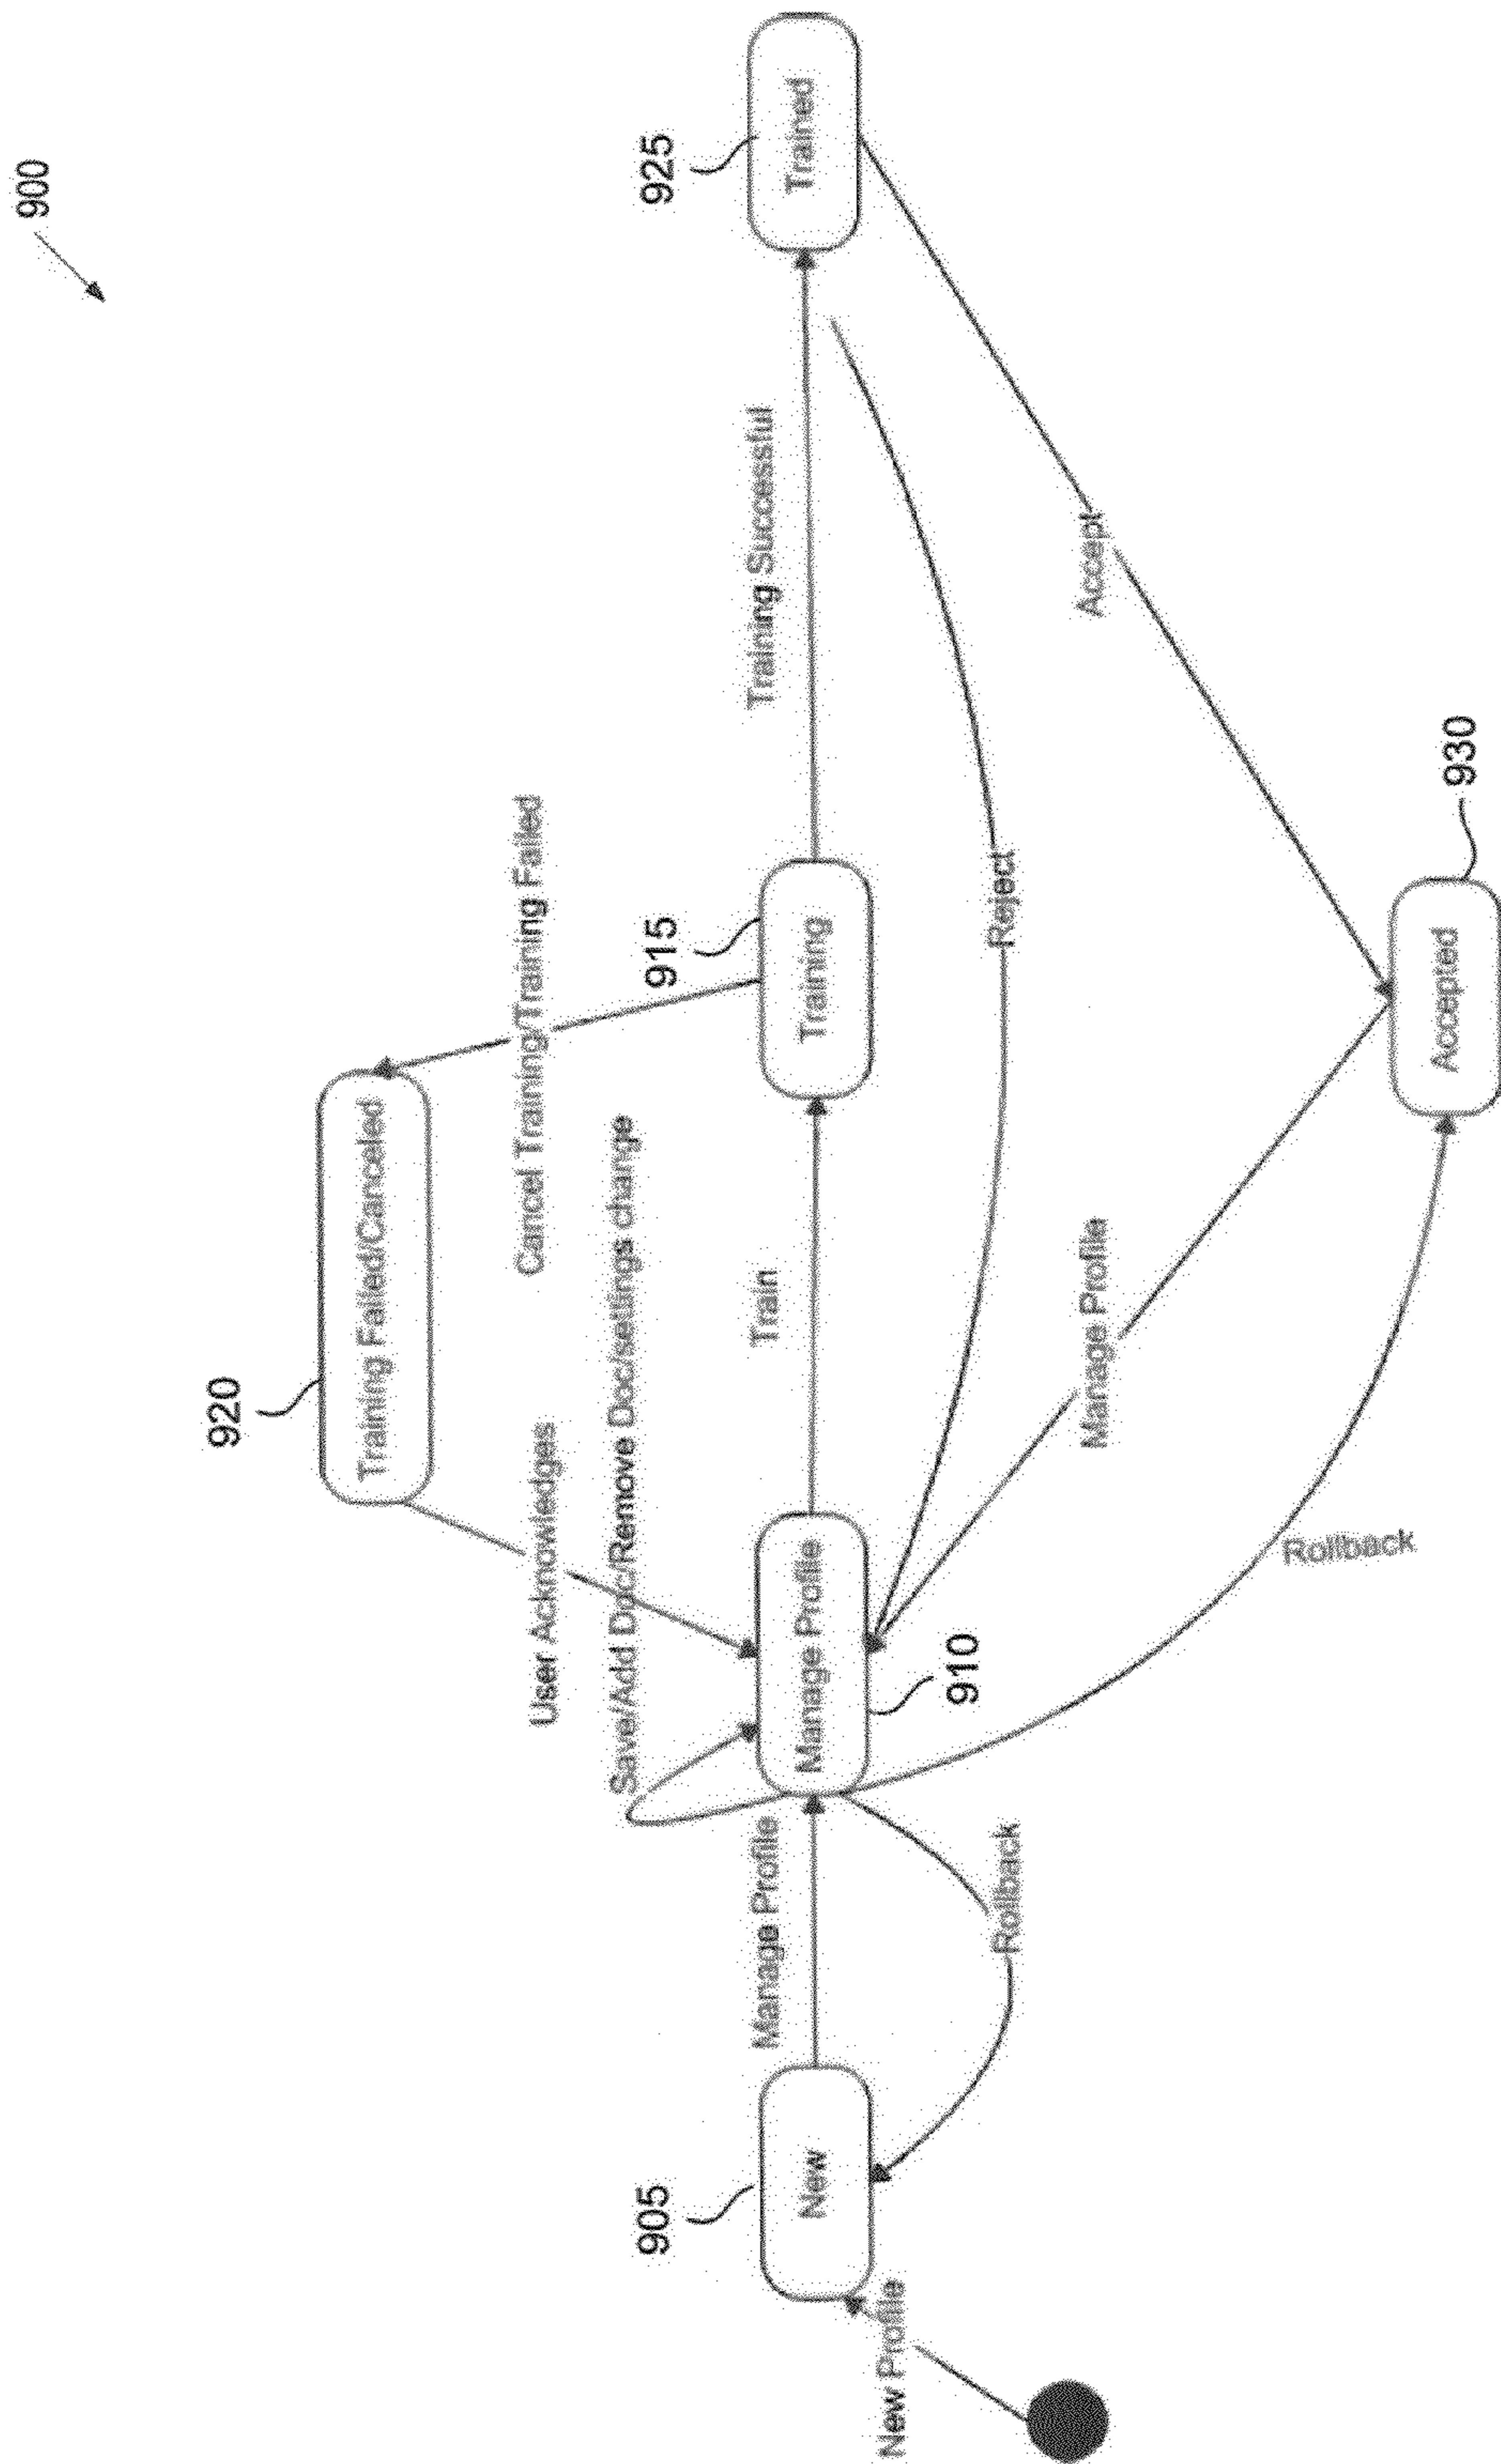 900
920
Training Failed/Canceled
User Acknowledges
Cancel Training/Training Failed
Save/Add Doc/Remove Doc/settings change
905
New
New Profile
Manage Profile
Manage Profile
910
Train
915
Training
Training Successful
925
Trained
Rollback
Reject
Manage Profile
Accept
Rollback
Accepted
930